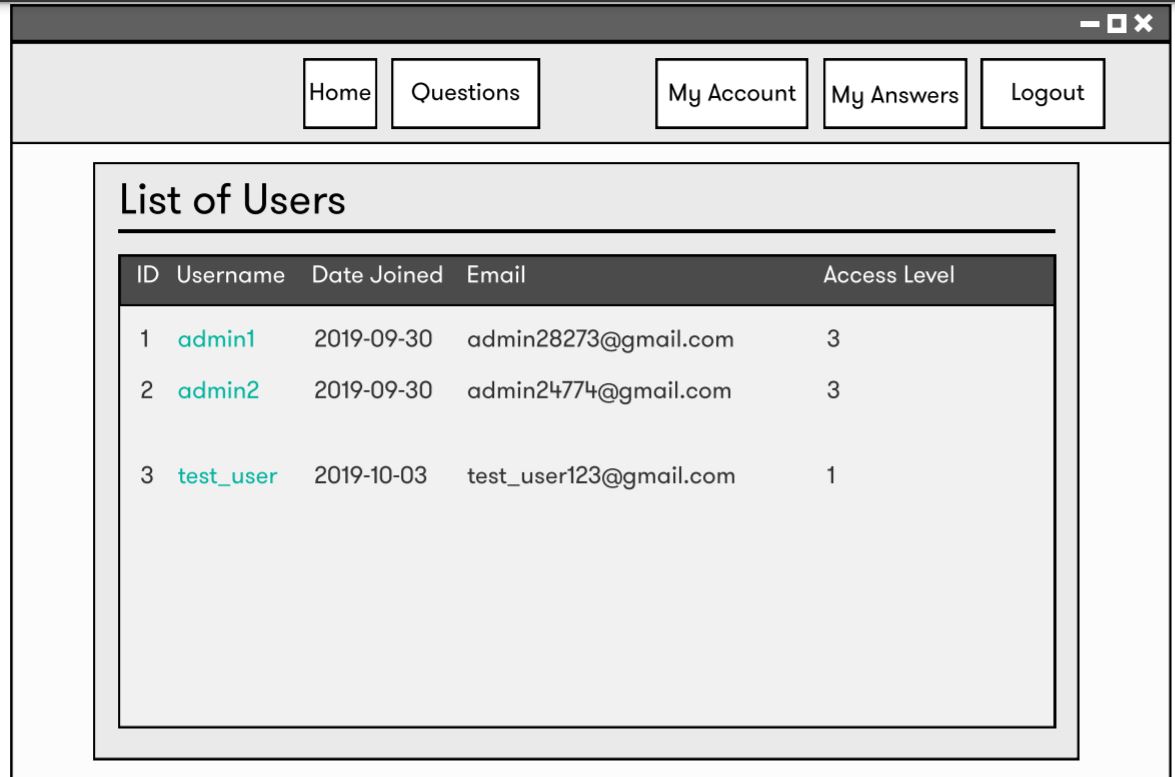 Home Questions My Account My Answers Logout
List of Users
ID Username Date Joined Email Access Level
1 admin1 2019-09-30 admin28273@gmail.com 3
2 admin2 2019-09-30 admin24774@gmail.com 3
3 test_user 2019-10-03 test_user123@gmail.com 1